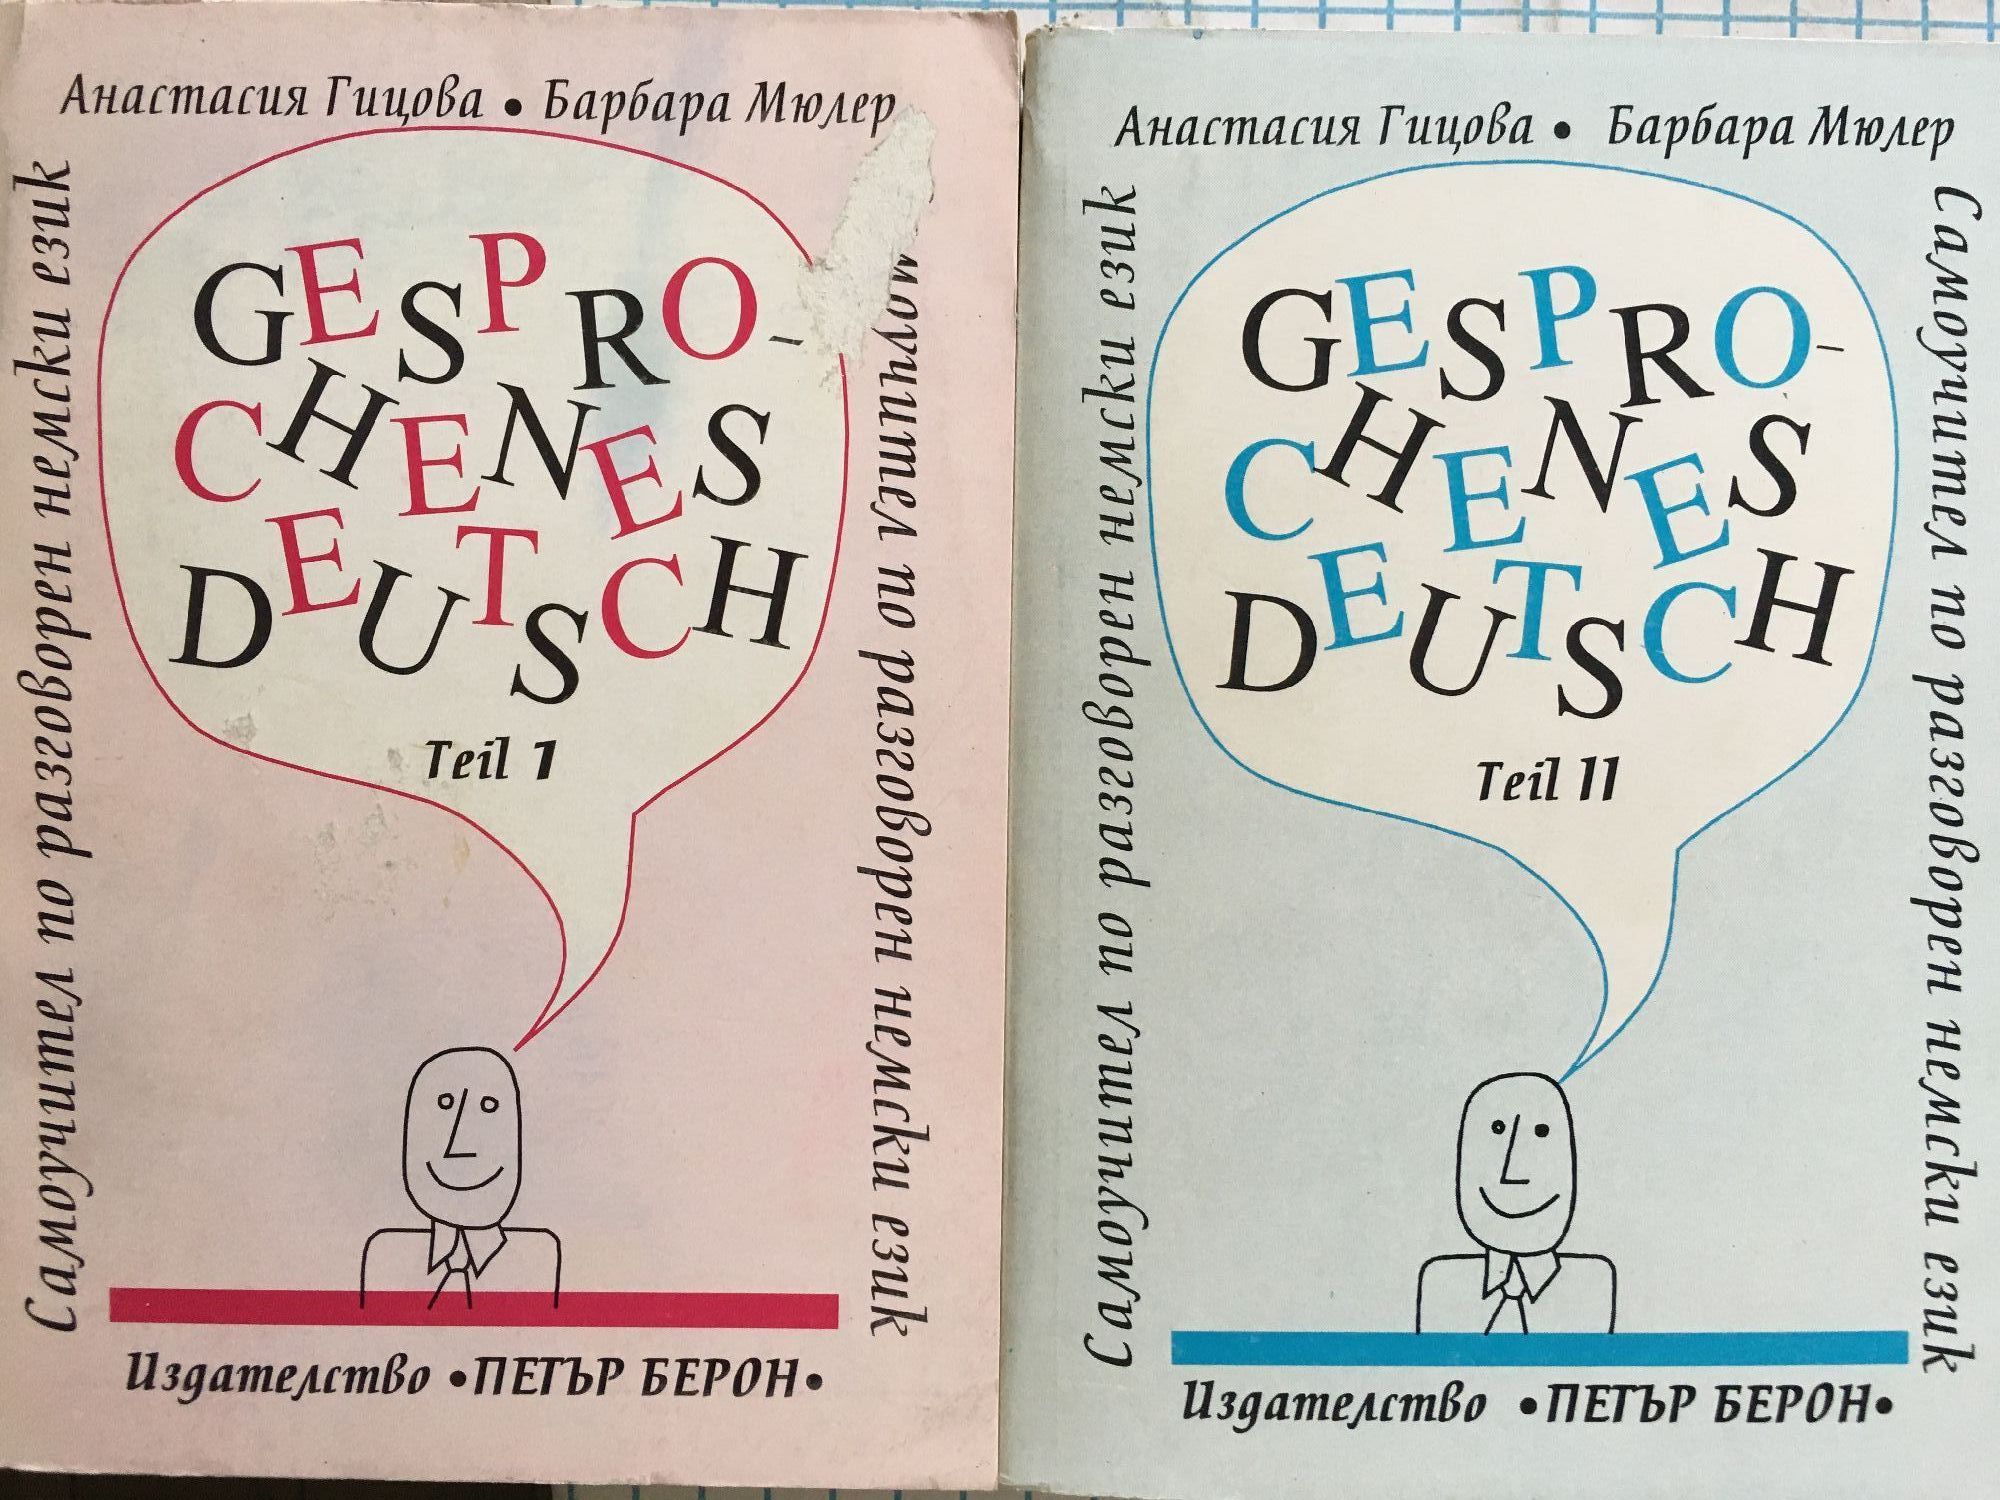 Анастасия Гицова • Барбара Мюлер
Самоучител по разговорен немски език
GESPRO-
CHENES
DEUTSCH
Teil 1
моучител по разговорен немски език
Издателство •ПЕТЪР БЕРОН•
Анастасия Гицова • Барбара Мюлер
Самоучител по разговорен немски език
GESPRO-
CHENES
DEUTSCH
Teil II
Самоучител по разговорен немски език
Издателство •ПЕТЪР БЕРОН•